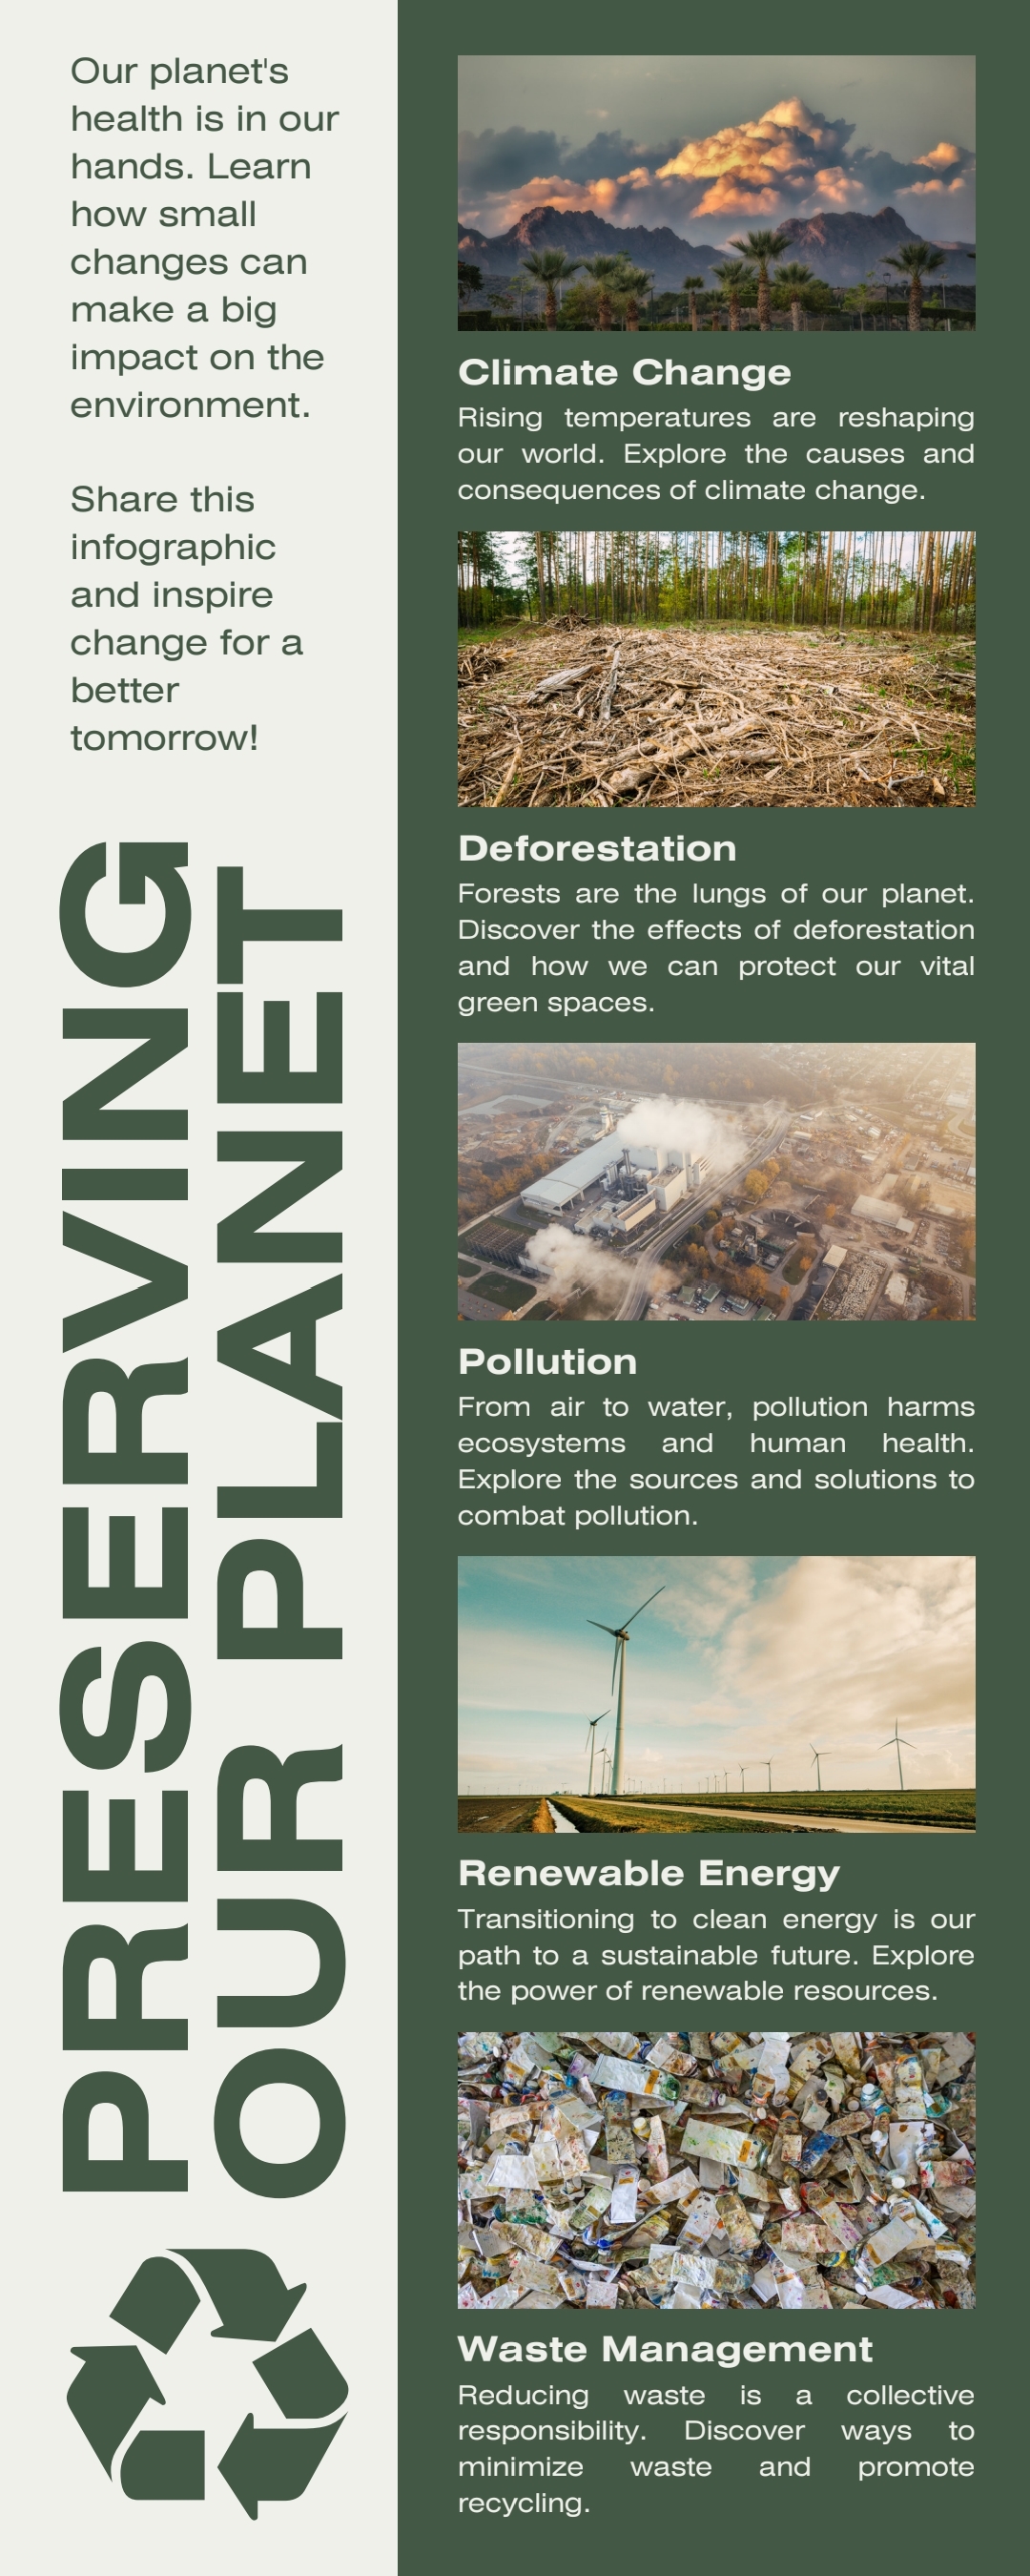 Our planet's
health is in our
hands. Learn
how small
changes can
make a big
impact on the
environment.
Share this
infographic
and inspire
change for a
better
tomorrow!
PRESERVING
OUR PLANET
Climate Change
Rising temperatures are reshaping
our world. Explore the causes and
consequences of climate change.
Deforestation
Forests are the lungs of our planet.
Discover the effects of deforestation
and how we can protect our vital
green spaces.
Pollution
From air to water, pollution harms
ecosystems and human health.
Explore the sources and solutions to
combat pollution.
Renewable Energy
Transitioning to clean energy is our
path to a sustainable future. Explore
the power of renewable resources.
Waste Management
Reducing waste is a collective
responsibility. Discover ways to
minimize waste and promote
recycling.